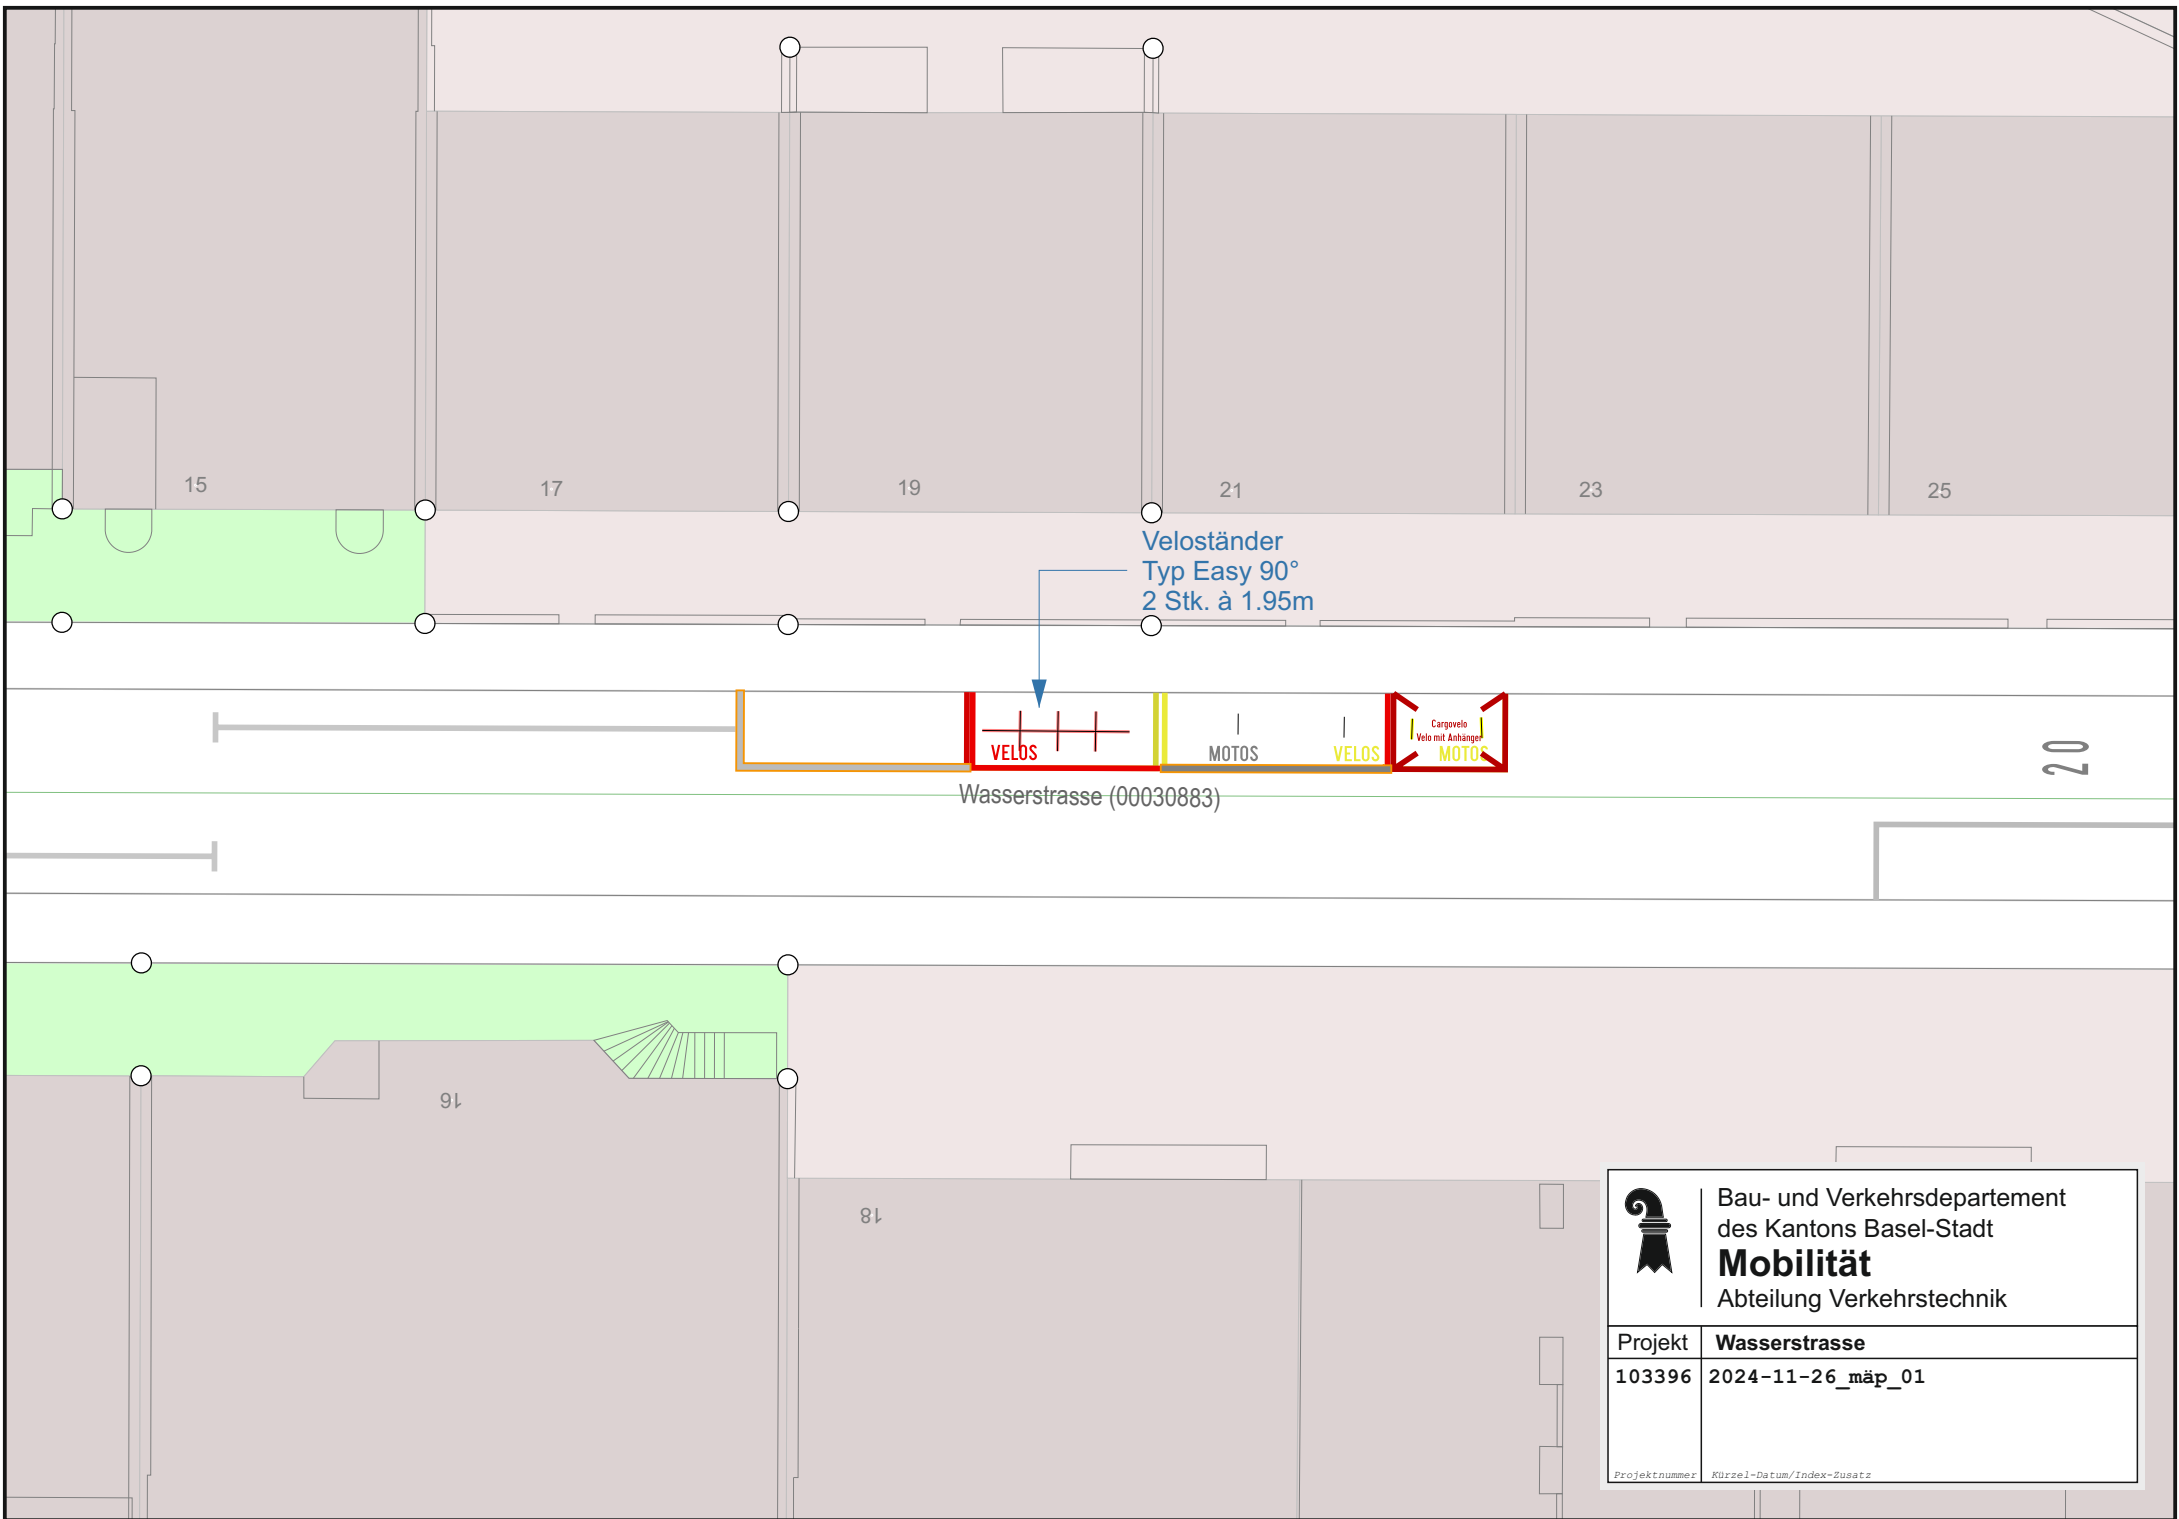 15
17
19
21
23
25
Veloständer
Typ Easy 90°
2 Stk. à 1.95m
VELOS
MOTOS
VELOS
Cargovelo
Velo mit Anhänger
MOTOS
20
Wasserstrasse (00030883)
16
18
Bau- und Verkehrsdepartement
des Kantons Basel-Stadt
Mobilität
Abteilung Verkehrstechnik
Projekt Wasserstrasse
103396 2024-11-26_mäp_01
Projektnummer Kürzel-Datum/Index-Zusatz